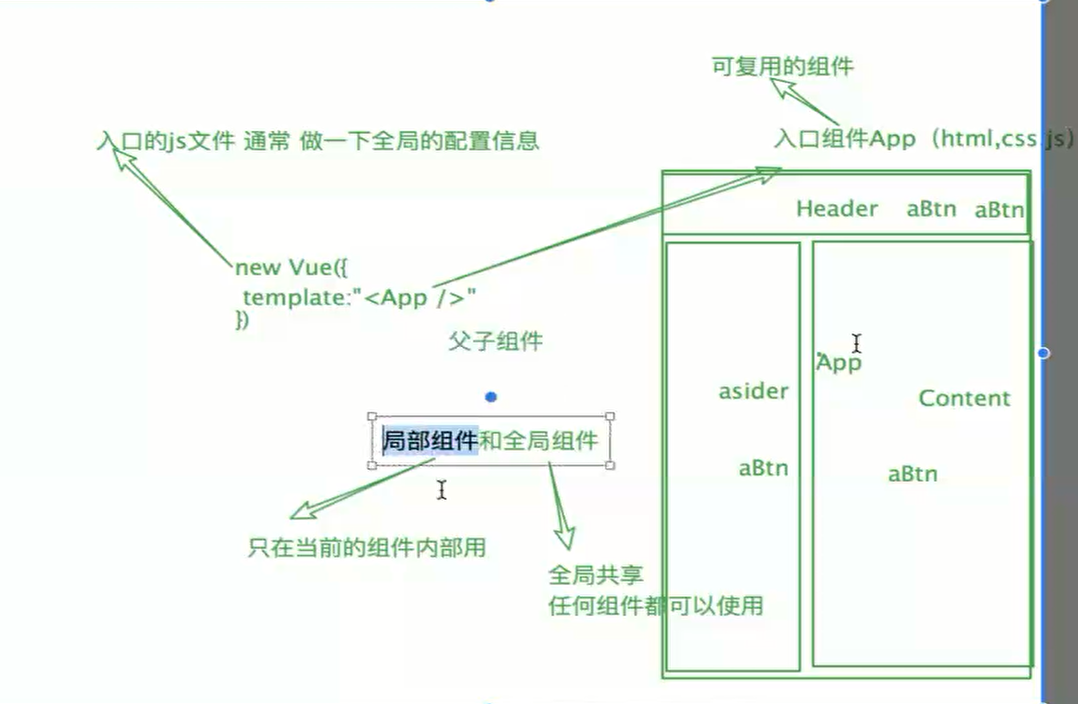 可复用的组件
入口的js文件 通常 做一下全局的配置信息
入口组件App（html,css,js）
Header aBtn aBtn
new Vue({
template:"<App />"
})
父子组件
App
asider
Content
局部组件和全局组件
aBtn
aBtn
只在当前的组件内部用
全局共享
任何组件都可以使用